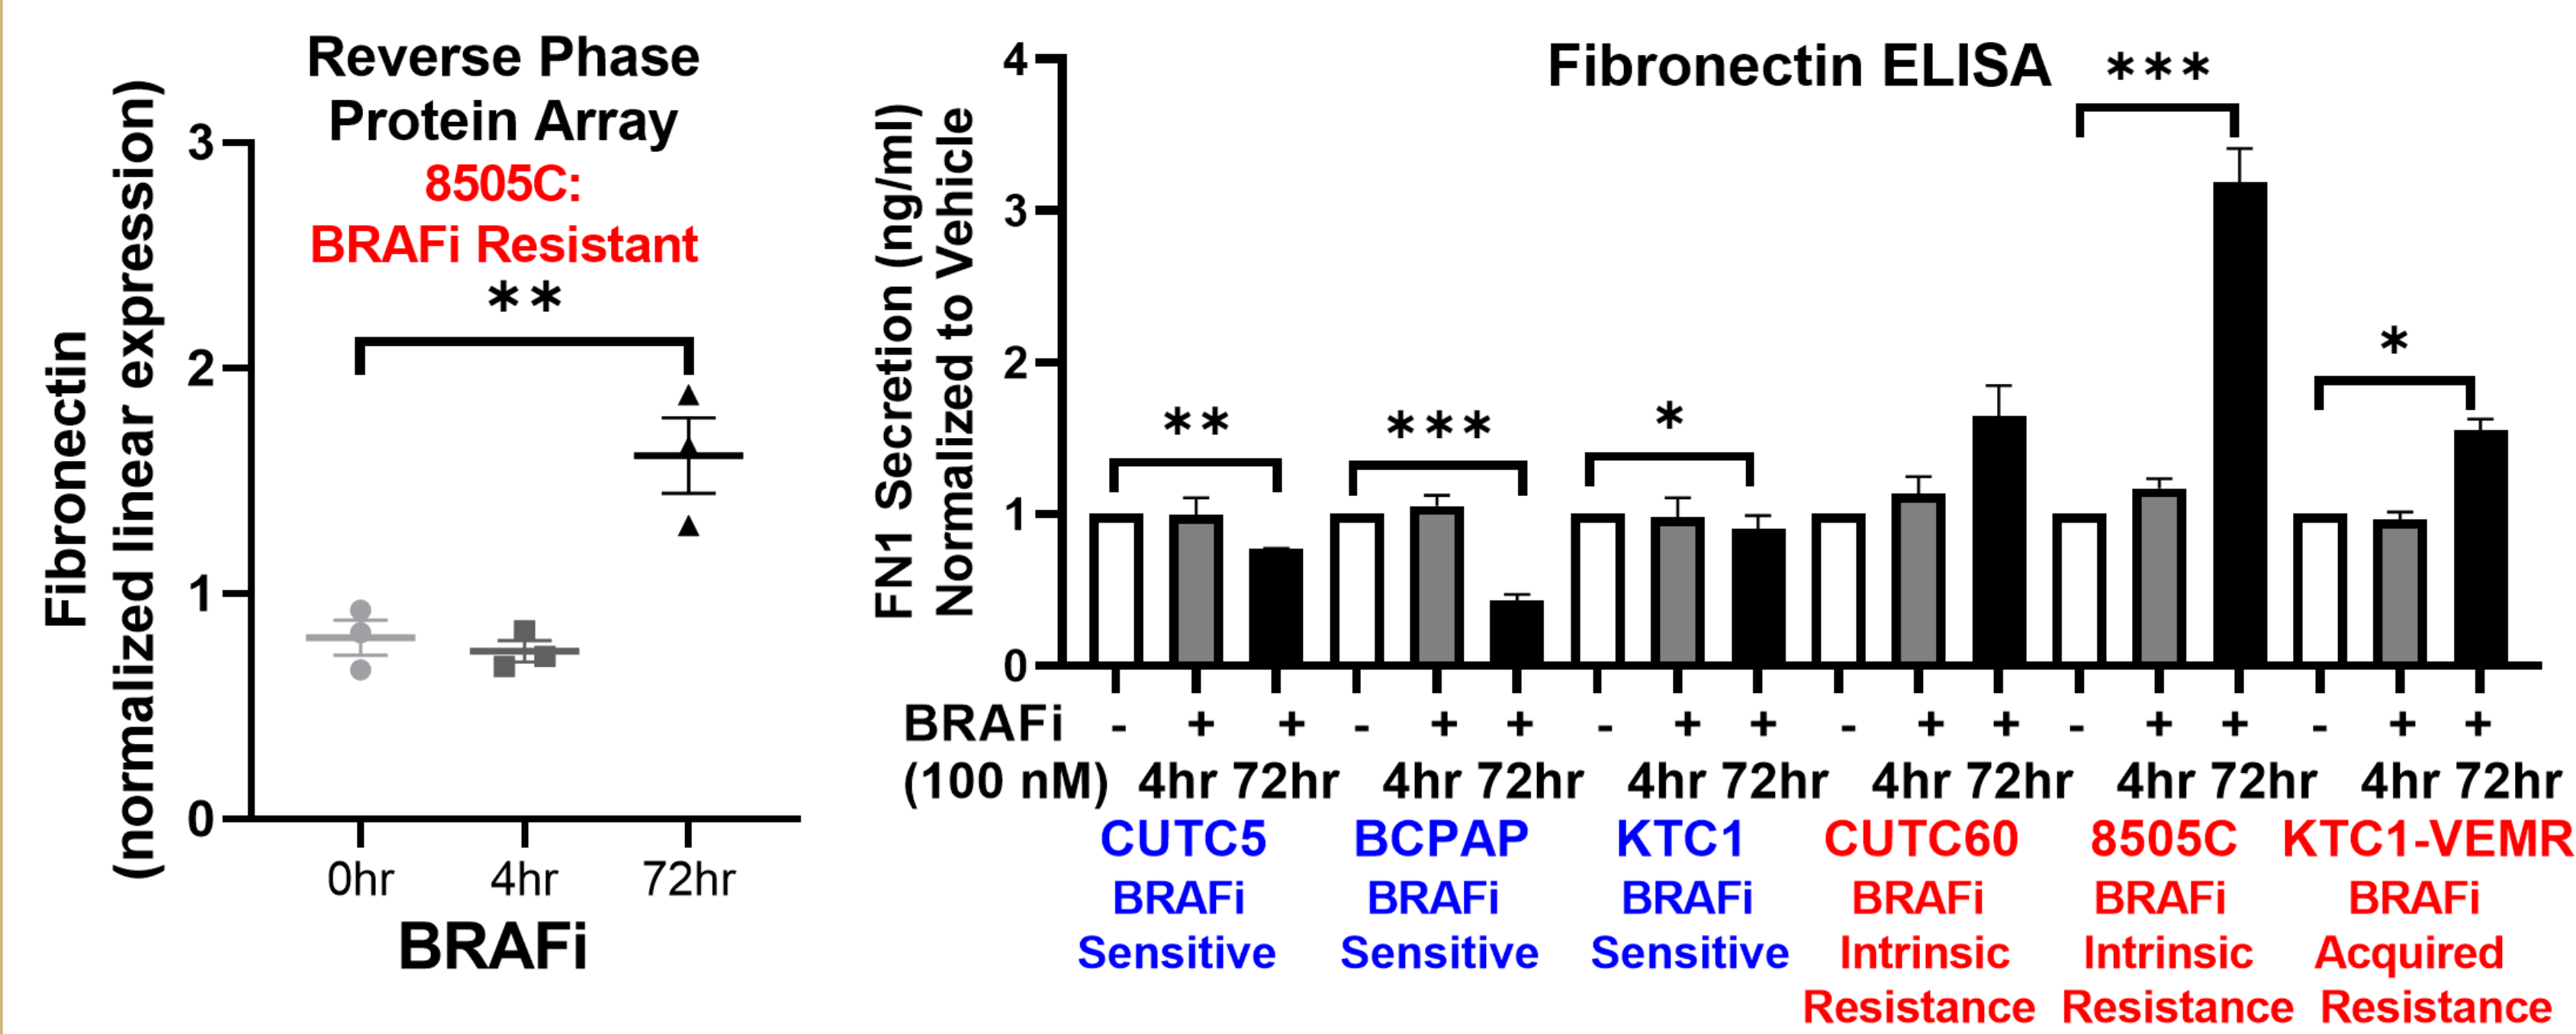 Reverse Phase
Protein Array
8505C:
BRAFi Resistant
**
Fibronectin
(normalized linear expression)
3
2
1
0
0hr 4hr 72hr
BRAFi
Fibronectin ELISA
FN1 Secretion (ng/ml)
Normalized to Vehicle
4
3
2
1
0
** *** * *** *
BRAFi - + + - + + - + + - + + - + + - + +
(100 nM) 4hr 72hr 4hr 72hr 4hr 72hr 4hr 72hr 4hr 72hr 4hr 72hr
CUTC5 BCPAP KTC1 CUTC60 8505C KTC1-VEMR
BRAFi BRAFi BRAFi BRAFi BRAFi BRAFi
Sensitive Sensitive Sensitive Intrinsic Intrinsic Acquired
Resistance Resistance Resistance